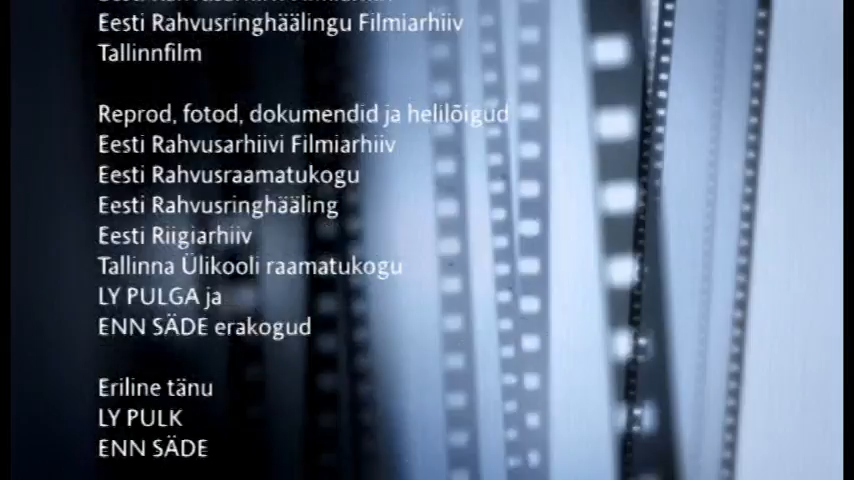 Eesti Rahvusringhäälingu Filmiarhiiv
Tallinnfilm
Reprod, fotod, dokumendid ja helilõigud
Eesti Rahvusarhiivi Filmiarhiiv
Eesti Rahvusraamatukogu
Eesti Rahvusringhääling
Eesti Riigiarhiiv
Tallinna Ülikooli raamatukogu
LY PULGA ja
ENN SÄDE erakogud
Eriline tänu
LY PULK
ENN SÄDE